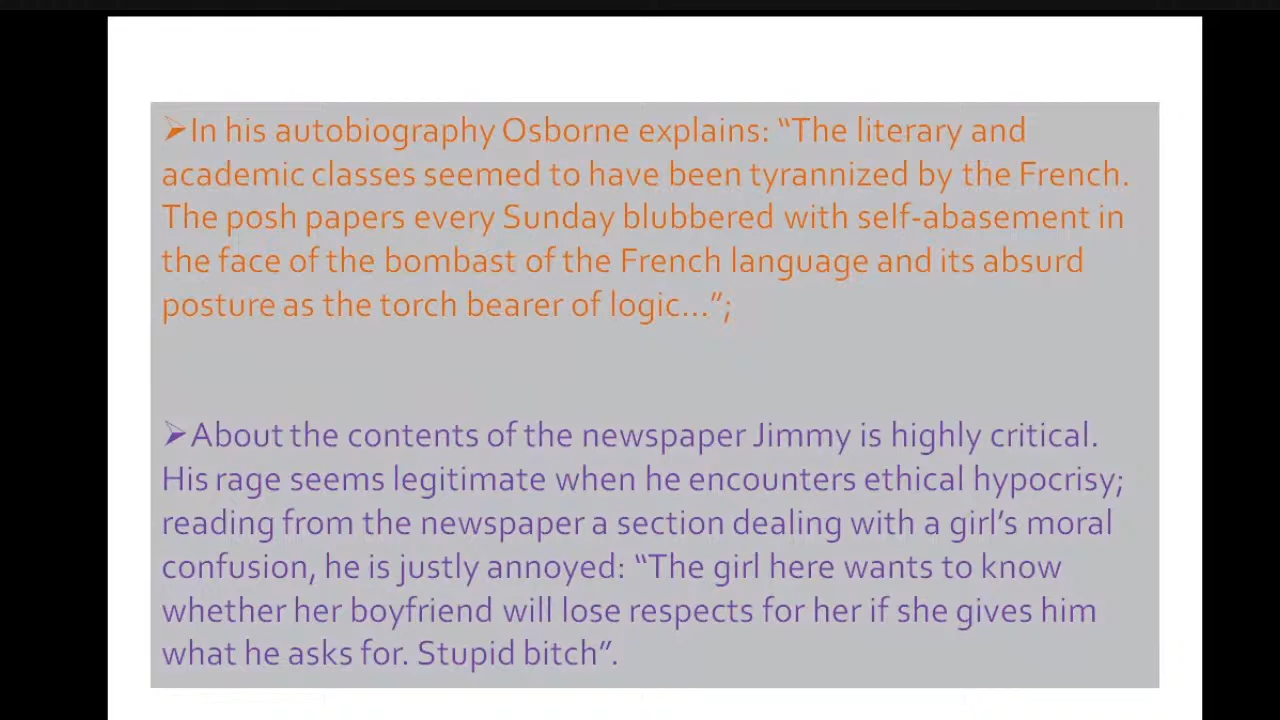 ➢In his autobiography Osborne explains: “The literary and
academic classes seemed to have been tyrannized by the French.
The posh papers every Sunday blubbered with self-abasement in
the face of the bombast of the French language and its absurd
posture as the torch bearer of logic...”;
➢About the contents of the newspaper Jimmy is highly critical.
His rage seems legitimate when he encounters ethical hypocrisy;
reading from the newspaper a section dealing with a girl’s moral
confusion, he is justly annoyed: “The girl here wants to know
whether her boyfriend will lose respects for her if she gives him
what he asks for. Stupid bitch”.